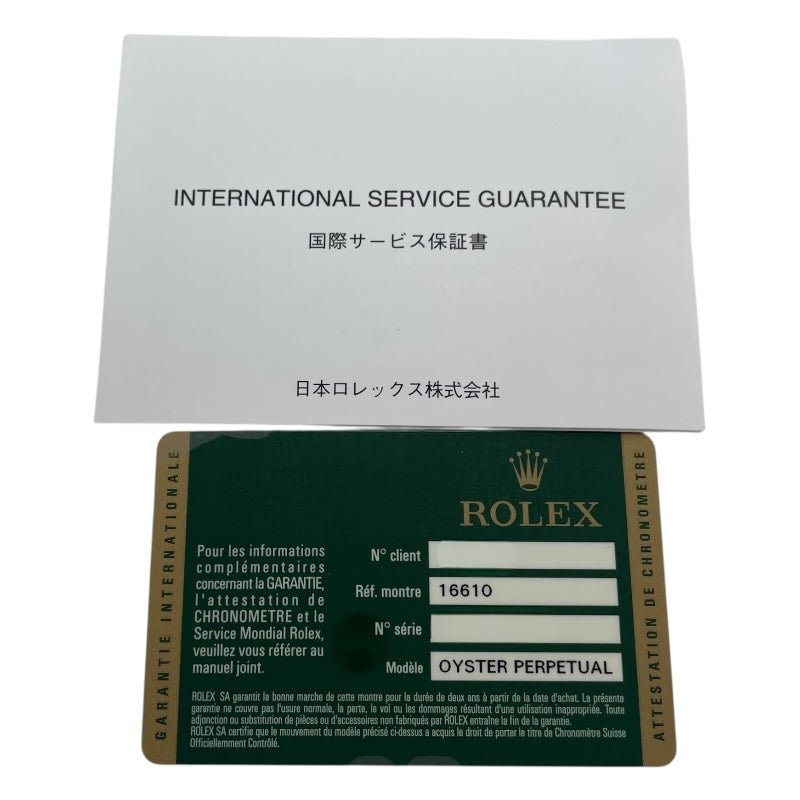 INTERNATIONAL SERVICE GUARANTEE
国際サービス保証書
日本ロレックス株式会社
GARANTIE INTERNATIONALE
ROLEX
Pour les informations
complémentaires
concernant la GARANTIE,
l'attestation de
CHRONOMETRE et le
Service Mondial Rolex,
veuillez vous référer au
manuel joint.
N° client
Réf. montre 16610
N° série
Modèle OYSTER PERPETUAL
ROLEX SA garantit la bonne marche de cette montre pour la durée de deux ans à partir de la date d'achat. La présente
garantie ne couvre pas l'usure normale, la perte, le vol ou les dommages résultant d'une utilisation inappropriée. Toute
adjonction ou substitution de pièces ou d'accessoires non fabriqués par ROLEX entraîne la fin de la garantie.
ROLEX SA certifie que le mouvement du modèle précisé ci-dessus a acquis le droit de porter le titre de Chronomètre Suisse
Officiellement Contrôlé.
ATTESTATION DE CHRONOMETRE